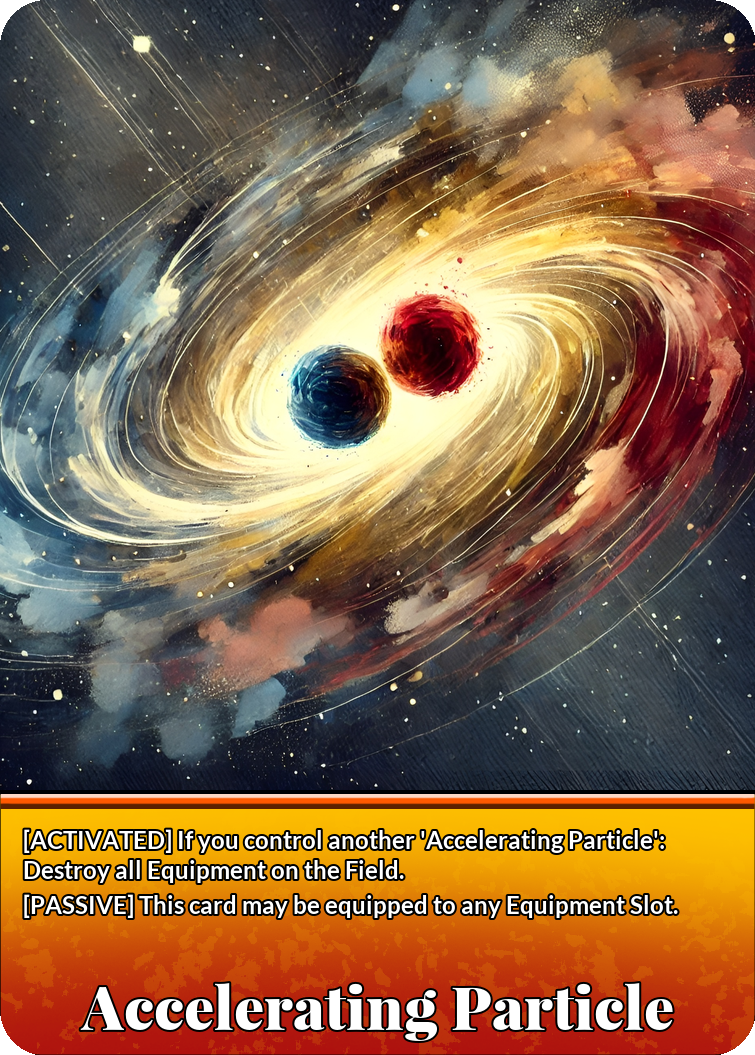 [ACTIVATED] If you control another 'Accelerating Particle':
Destroy all Equipment on the Field.
[PASSIVE] This card may be equipped to any Equipment Slot.
Accelerating Particle